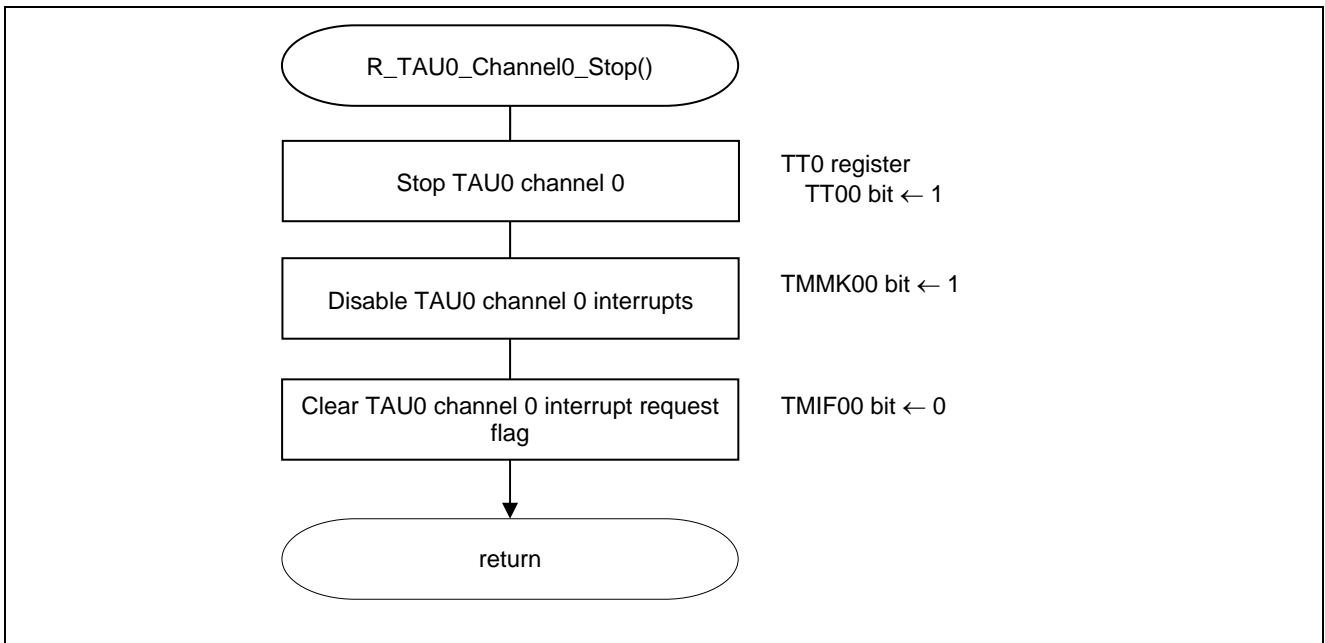 R_TAU0_Channel0_Stop()
Stop TAU0 channel 0
TT0 register
TT00 bit ← 1
Disable TAU0 channel 0 interrupts
TMMK00 bit ← 1
Clear TAU0 channel 0 interrupt request
flag
TMIF00 bit ← 0
return